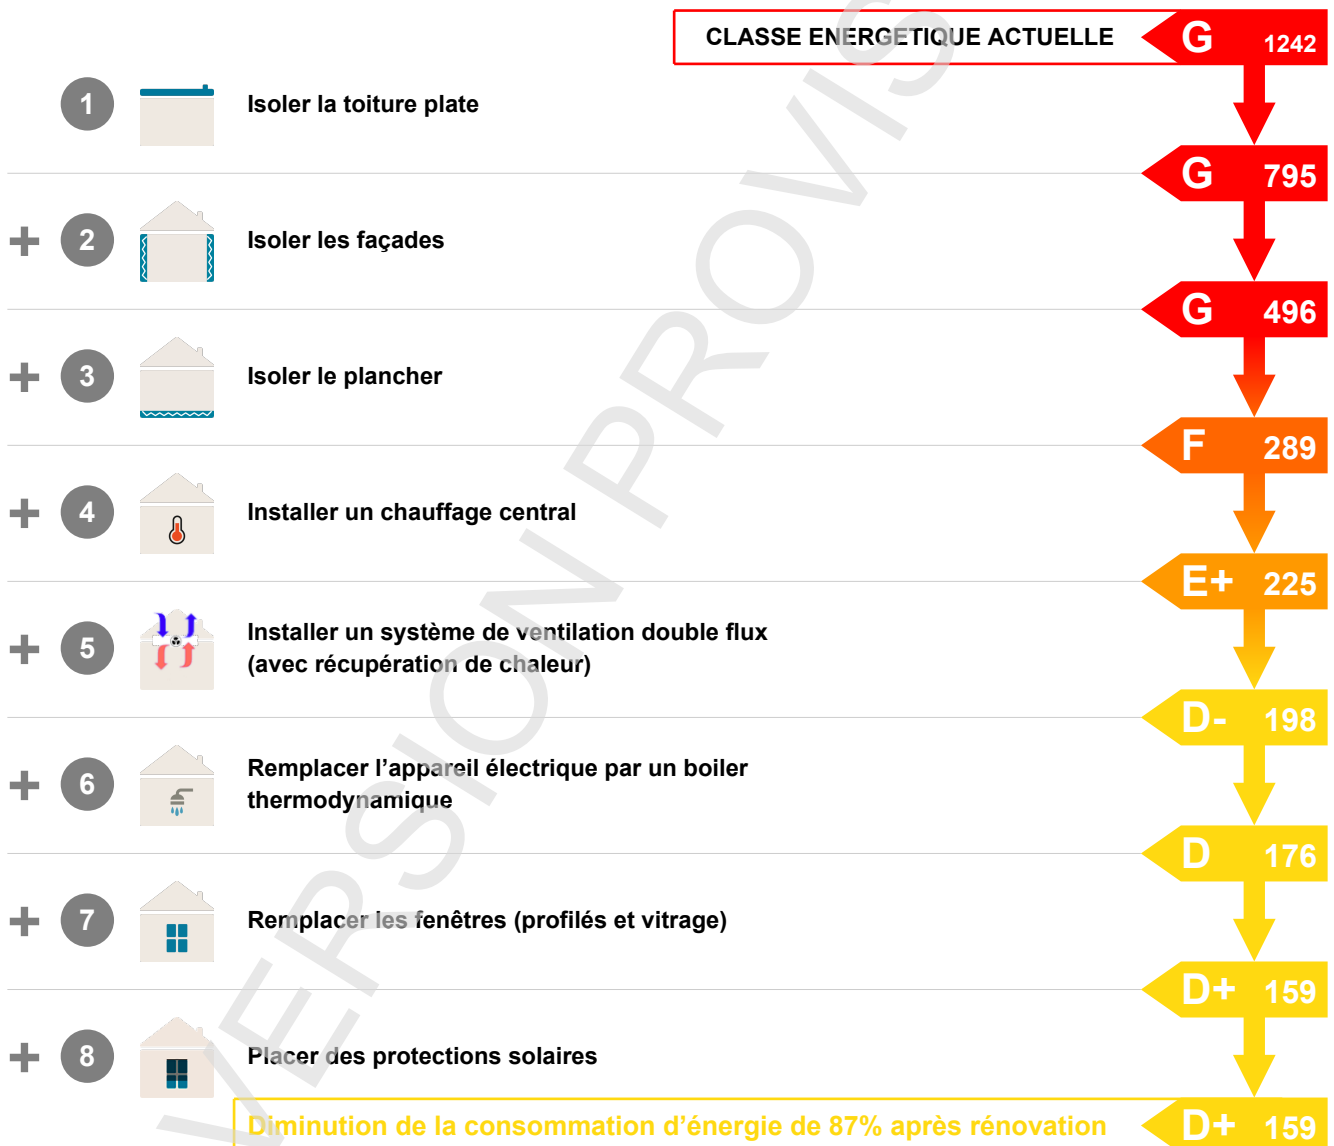 CLASSE ENERGETIQUE ACTUELLE G 1242
1 Isoler la toiture plate
G 795
+ 2 Isoler les façades
G 496
+ 3 Isoler le plancher
F 289
+ 4 Installer un chauffage central
E+ 225
+ 5 Installer un système de ventilation double flux
(avec récupération de chaleur)
D- 198
+ 6 Remplacer l’appareil électrique par un boiler
thermodynamique
D 176
+ 7 Remplacer les fenêtres (profilés et vitrage)
D+ 159
+ 8 Placer des protections solaires
Diminution de la consommation d’énergie de 87% après rénovation D+ 159
VERSION PROVIS